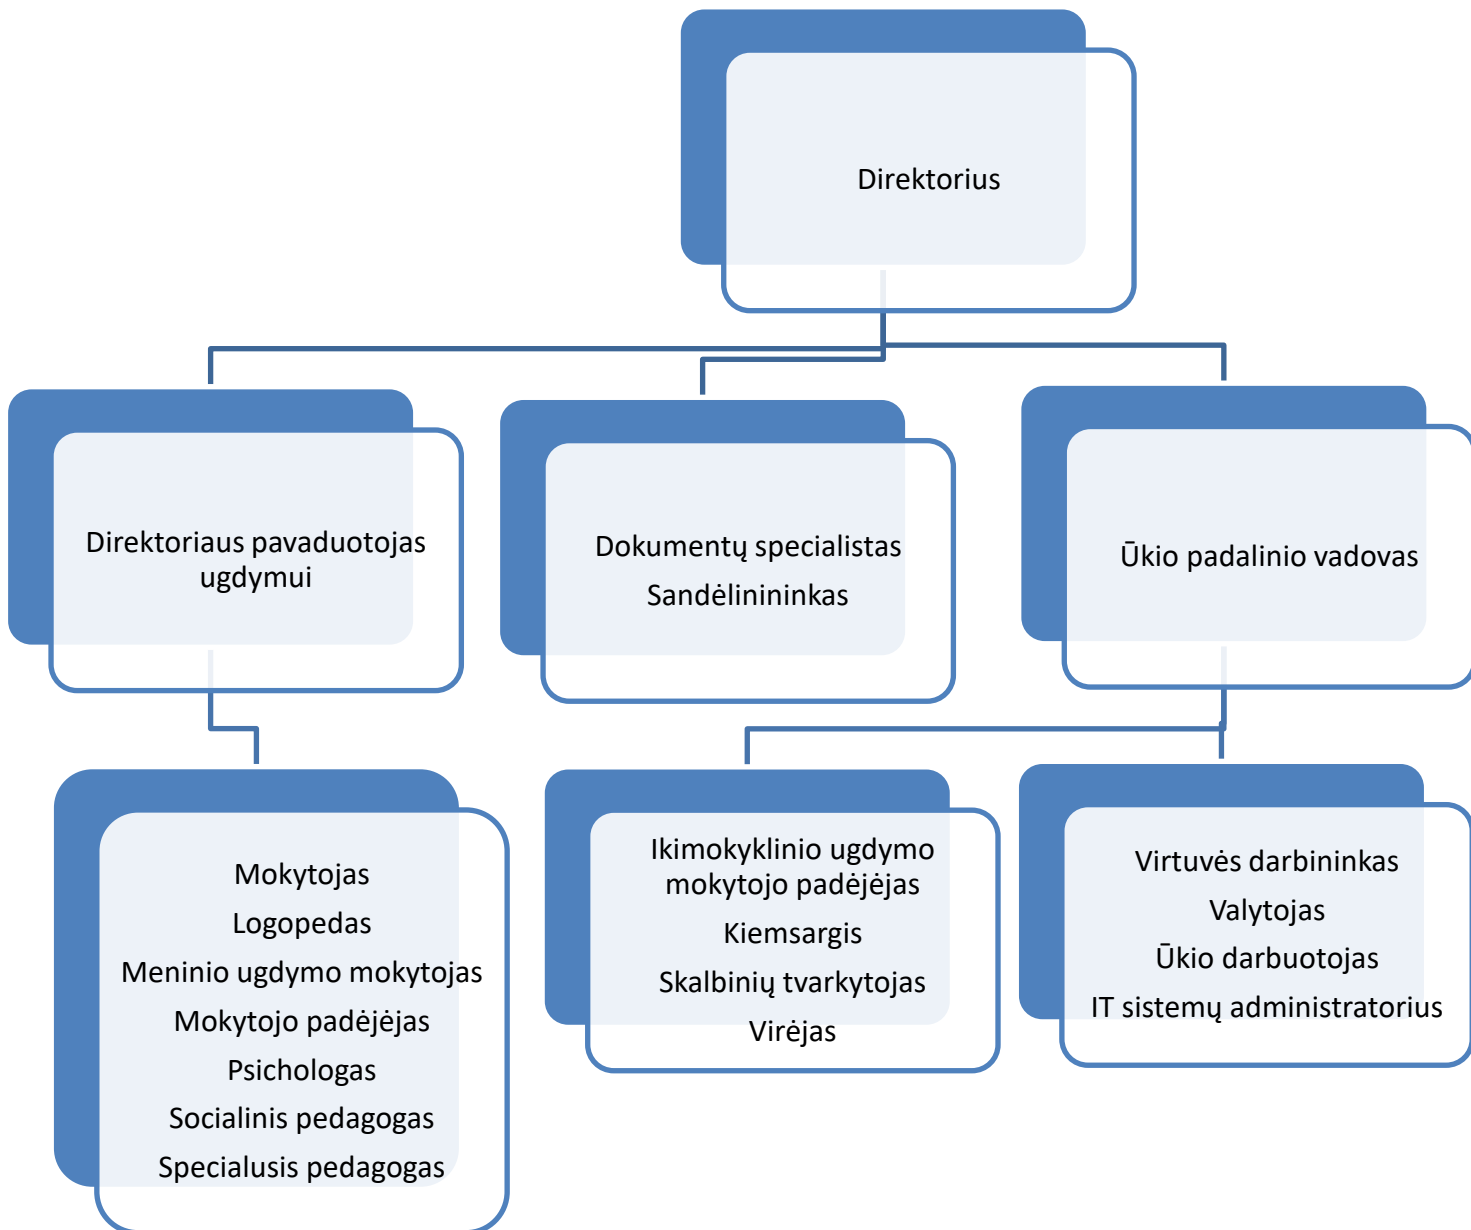 Direktorius
Direktoriaus pavaduotojas
ugdymui
Dokumentų specialistas
Sandėlinininkas
Ūkio padalinio vadovas
Mokytojas
Logopedas
Meninio ugdymo mokytojas
Mokytojo padėjėjas
Psichologas
Socialinis pedagogas
Specialusis pedagogas
Ikimokyklinio ugdymo
mokytojo padėjėjas
Kiemsargis
Skalbinių tvarkytojas
Virėjas
Virtuvės darbininkas
Valytojas
Ūkio darbuotojas
IT sistemų administratorius